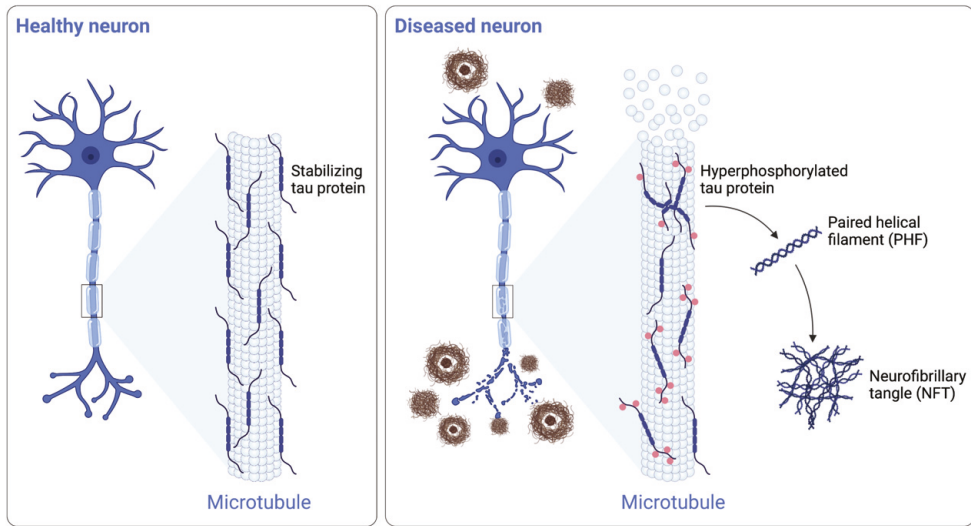 Healthy neuron
Stabilizing
tau protein
Microtubule
Diseased neuron
Hyperphosphorylated
tau protein
Paired helical
filament (PHF)
Neurofibrillary
tangle (NFT)
Microtubule